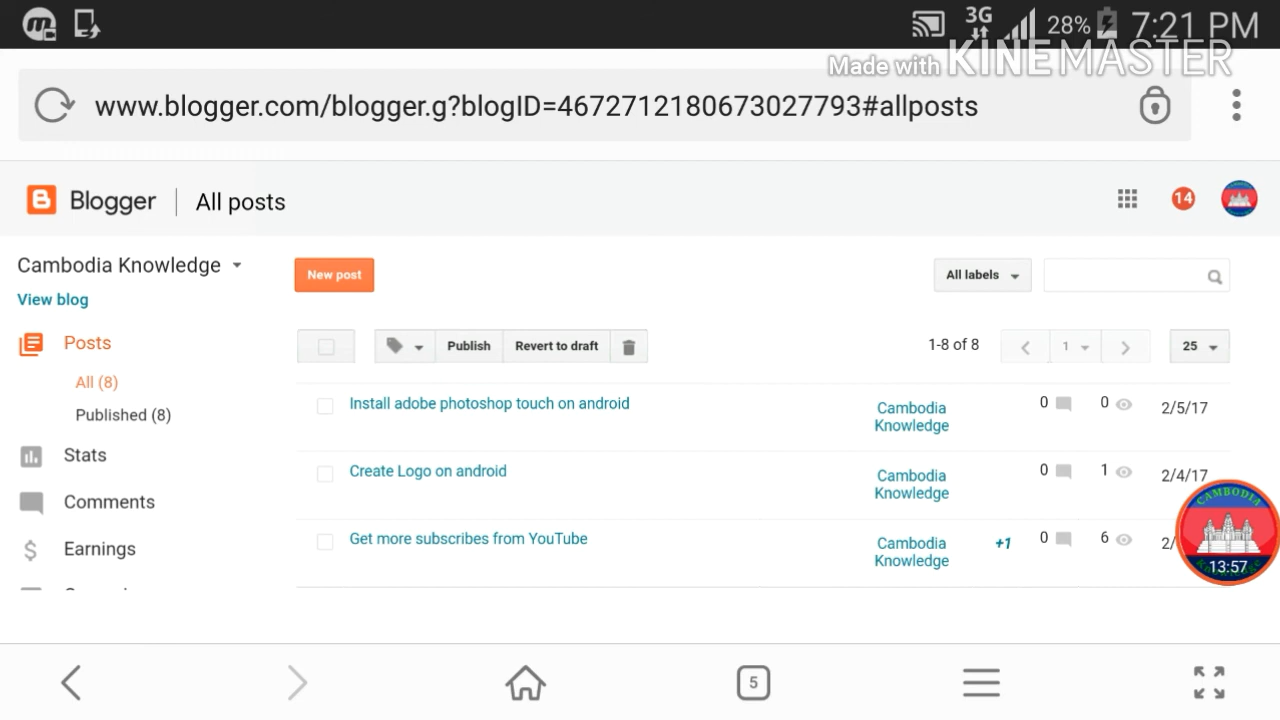 3G
28%
7:21 PM
Made with KINEMASTER
www.blogger.com/blogger.g?blogID=4672712180673027793#allposts
Blogger
All posts
14
Cambodia Knowledge
New post
All labels
View blog
Posts
Publish
Revert to draft
1-8 of 8
1
25
All (8)
Published (8)
Install adobe photoshop touch on android
Cambodia
Knowledge
0
0
2/5/17
Stats
Create Logo on android
Cambodia
Knowledge
0
1
2/4/17
Comments
Get more subscribes from YouTube
Cambodia
Knowledge
+1
0
6
2/
Earnings
CAMBODIA
13:57
Knowledge
5